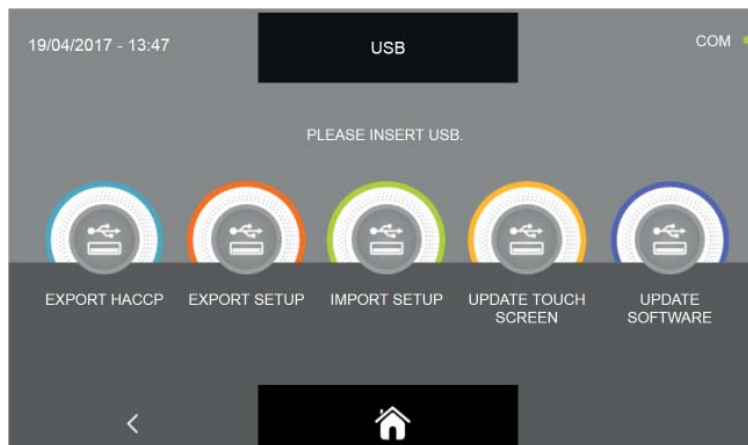 19/04/2017 - 13:47
USB
COM
PLEASE INSERT USB.
EXPORT HACCP
EXPORT SETUP
IMPORT SETUP
UPDATE TOUCH
SCREEN
UPDATE
SOFTWARE